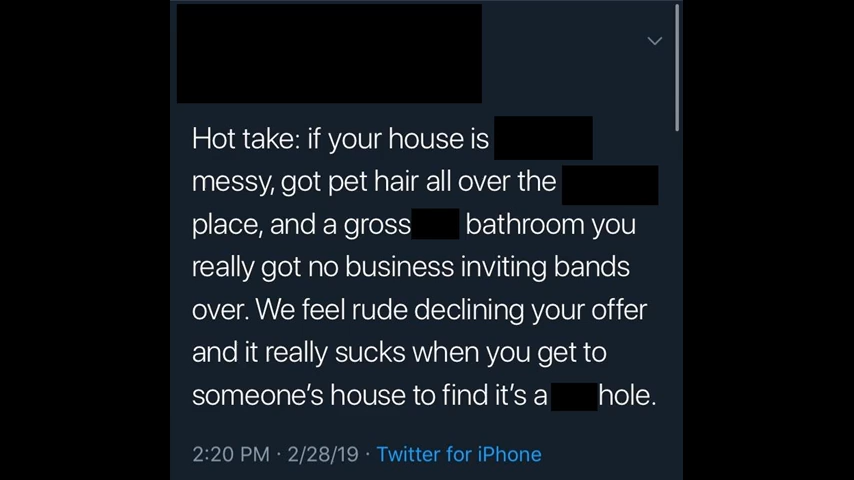 Hot take: if your house is
messy, got pet hair all over the
place, and a gross bathroom you
really got no business inviting bands
over. We feel rude declining your offer
and it really sucks when you get to
someone's house to find it's a hole.
2:20 PM · 2/28/19 · Twitter for iPhone